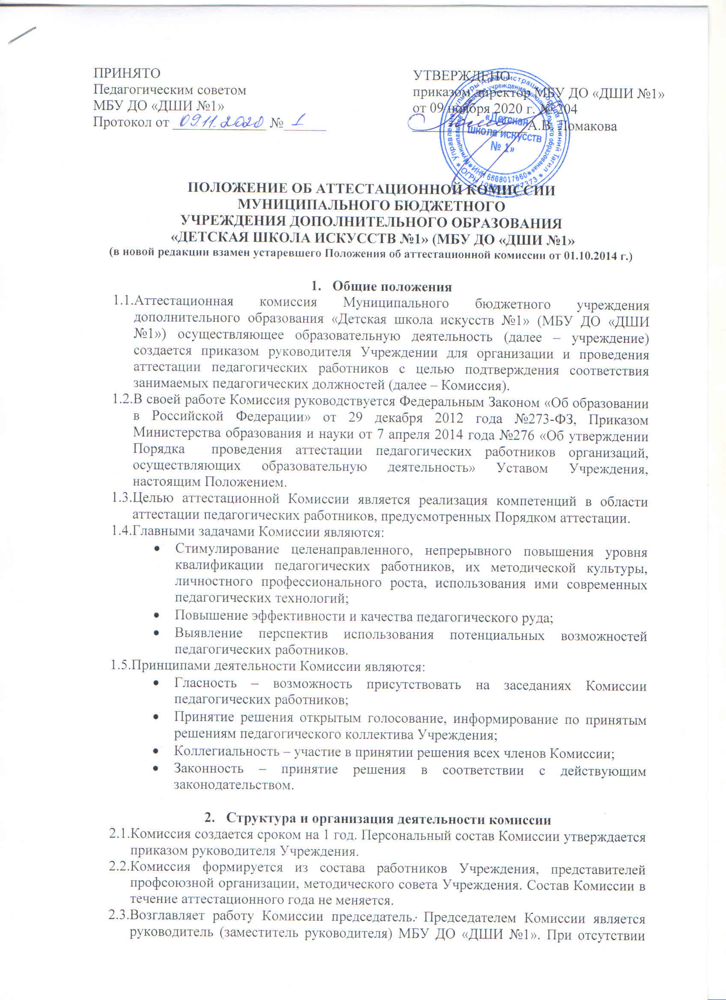 ПРИНЯТО
Педагогическим советом
МБУ ДО «ДШИ №1»
Протокол от 09.11.2020 № 1
УТВЕРЖДЕНО
приказом директор МБУ ДО «ДШИ №1»
от 09 ноября 2020 г. № 204
А.В. Ломакова
«Детская
школа искусств
№ 1»
ПОЛОЖЕНИЕ ОБ АТТЕСТАЦИОННОЙ КОМИССИИ
МУНИЦИПАЛЬНОГО БЮДЖЕТНОГО
УЧРЕЖДЕНИЯ ДОПОЛНИТЕЛЬНОГО ОБРАЗОВАНИЯ
«ДЕТСКАЯ ШКОЛА ИСКУССТВ №1» (МБУ ДО «ДШИ №1»
(в новой редакции взамен устаревшего Положения об аттестационной комиссии от 01.10.2014 г.)
1. Общие положения
1.1.Аттестационная комиссия Муниципального бюджетного учреждения
дополнительного образования «Детская школа искусств №1» (МБУ ДО «ДШИ
№1») осуществляющее образовательную деятельность (далее – учреждение)
создается приказом руководителя Учреждении для организации и проведения
аттестации педагогических работников с целью подтверждения соответствия
занимаемых педагогических должностей (далее – Комиссия).
1.2.В своей работе Комиссия руководствуется Федеральным Законом «Об образовании
в Российской Федерации» от 29 декабря 2012 года №273-ФЗ, Приказом
Министерства образования и науки от 7 апреля 2014 года №276 «Об утверждении
Порядка проведения аттестации педагогических работников организаций,
осуществляющих образовательную деятельность» Уставом Учреждения,
настоящим Положением.
1.3.Целью аттестационной Комиссии является реализация компетенций в области
аттестации педагогических работников, предусмотренных Порядком аттестации.
1.4.Главными задачами Комиссии являются:
• Стимулирование целенаправленного, непрерывного повышения уровня
квалификации педагогических работников, их методической культуры,
личностного профессионального роста, использования ими современных
педагогических технологий;
• Повышение эффективности и качества педагогического руда;
• Выявление перспектив использования потенциальных возможностей
педагогических работников.
1.5.Принципами деятельности Комиссии являются:
• Гласность – возможность присутствовать на заседаниях Комиссии
педагогических работников;
• Принятие решения открытым голосование, информирование по принятым
решениям педагогического коллектива Учреждения;
• Коллегиальность – участие в принятии решения всех членов Комиссии;
• Законность – принятие решения в соответствии с действующим
законодательством.
2. Структура и организация деятельности комиссии
2.1.Комиссия создается сроком на 1 год. Персональный состав Комиссии утверждается
приказом руководителя Учреждения.
2.2.Комиссия формируется из состава работников Учреждения, представителей
профсоюзной организации, методического совета Учреждения. Состав Комиссии в
течение аттестационного года не меняется.
2.3.Возглавляет работу Комиссии председатель. Председателем Комиссии является
руководитель (заместитель руководителя) МБУ ДО «ДШИ №1». При отсутствии